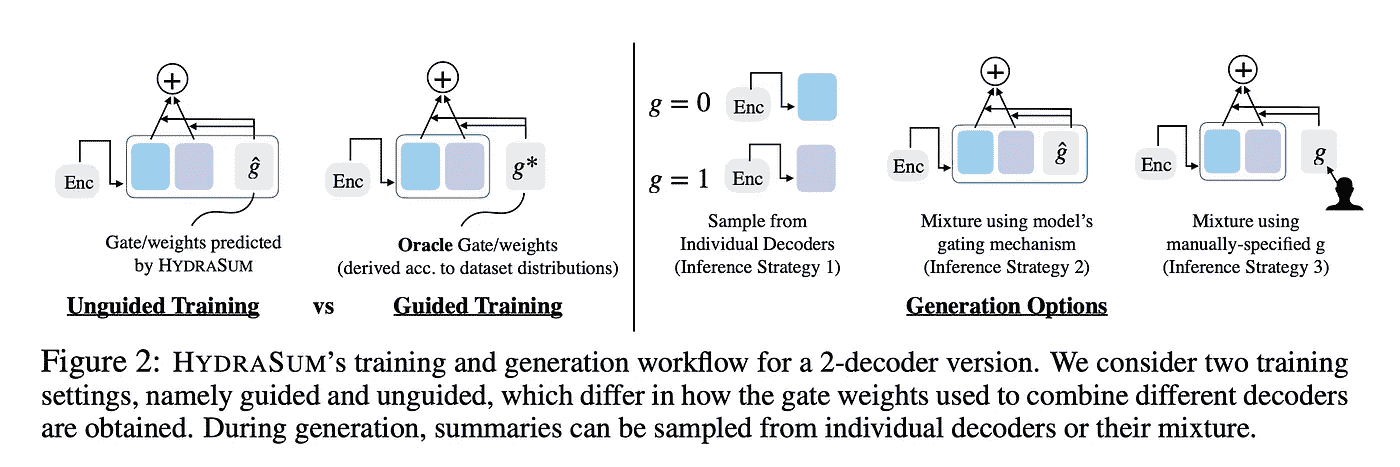 Enc
ĝ
Gate/weights predicted
by HYDRASUM
Unguided Training
vs
Enc
g*
Oracle Gate/weights
(derived acc. to dataset distributions)
Guided Training
g = 0
Enc
g = 1
Enc
Sample from
Individual Decoders
(Inference Strategy 1)
Enc
ĝ
Mixture using model's
gating mechanism
(Inference Strategy 2)
Enc
g
Mixture using
manually-specified g
(Inference Strategy 3)
Generation Options
Figure 2: HYDRASUM's training and generation workflow for a 2-decoder version. We consider two training
settings, namely guided and unguided, which differ in how the gate weights used to combine different decoders
are obtained. During generation, summaries can be sampled from individual decoders or their mixture.